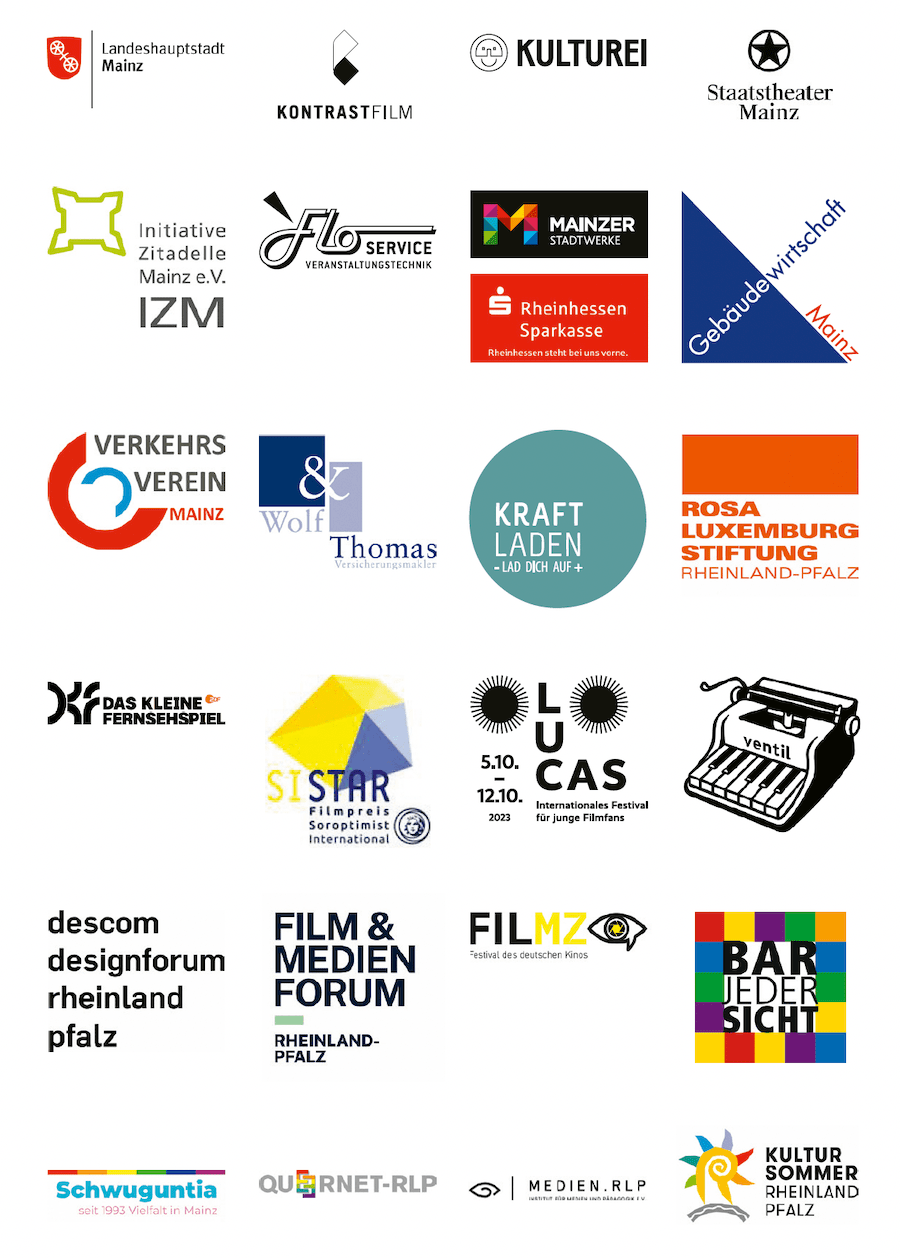 Landeshauptstadt
Mainz
KONTRASTFILM
KULTUREI
Staatstheater
Mainz
Initiative
Zitadelle
Mainz e.V.
IZM
Flo SERVICE
VERANSTALTUNGSTECHNIK
M MAINZER
STADTWERKE
Rheinhessen
Sparkasse
Rheinhessen steht bei uns vorne.
Gebäudewirtschaft
Mainz
VERKEHRS
VEREIN
MAINZ
&
Wolf
Thomas
Versicherungsmakler
KRAFT
LADEN
- LAD DICH AUF +
ROSA
LUXEMBURG
STIFTUNG
RHEINLAND-PFALZ
DAS KLEINE ZDF
FERNSEHSPIEL
SISTAR
Filmpreis
Soroptimist
International
LUCAS
5.10.
–
12.10.
2023
Internationales Festival
für junge Filmfans
ventil
descom
designforum
rheinland
pfalz
FILM &
MEDIEN
FORUM
RHEINLAND-
PFALZ
FILMZ
Festival des deutschen Kinos
BAR
JEDER
SICHT
Schwuguntia
seit 1993 Vielfalt in Mainz
QUEERNET-RLP
MEDIEN.RLP
INSTITUT FÜR MEDIEN UND PÄDAGOGIK E.V.
KULTUR
SOMMER
RHEINLAND
PFALZ